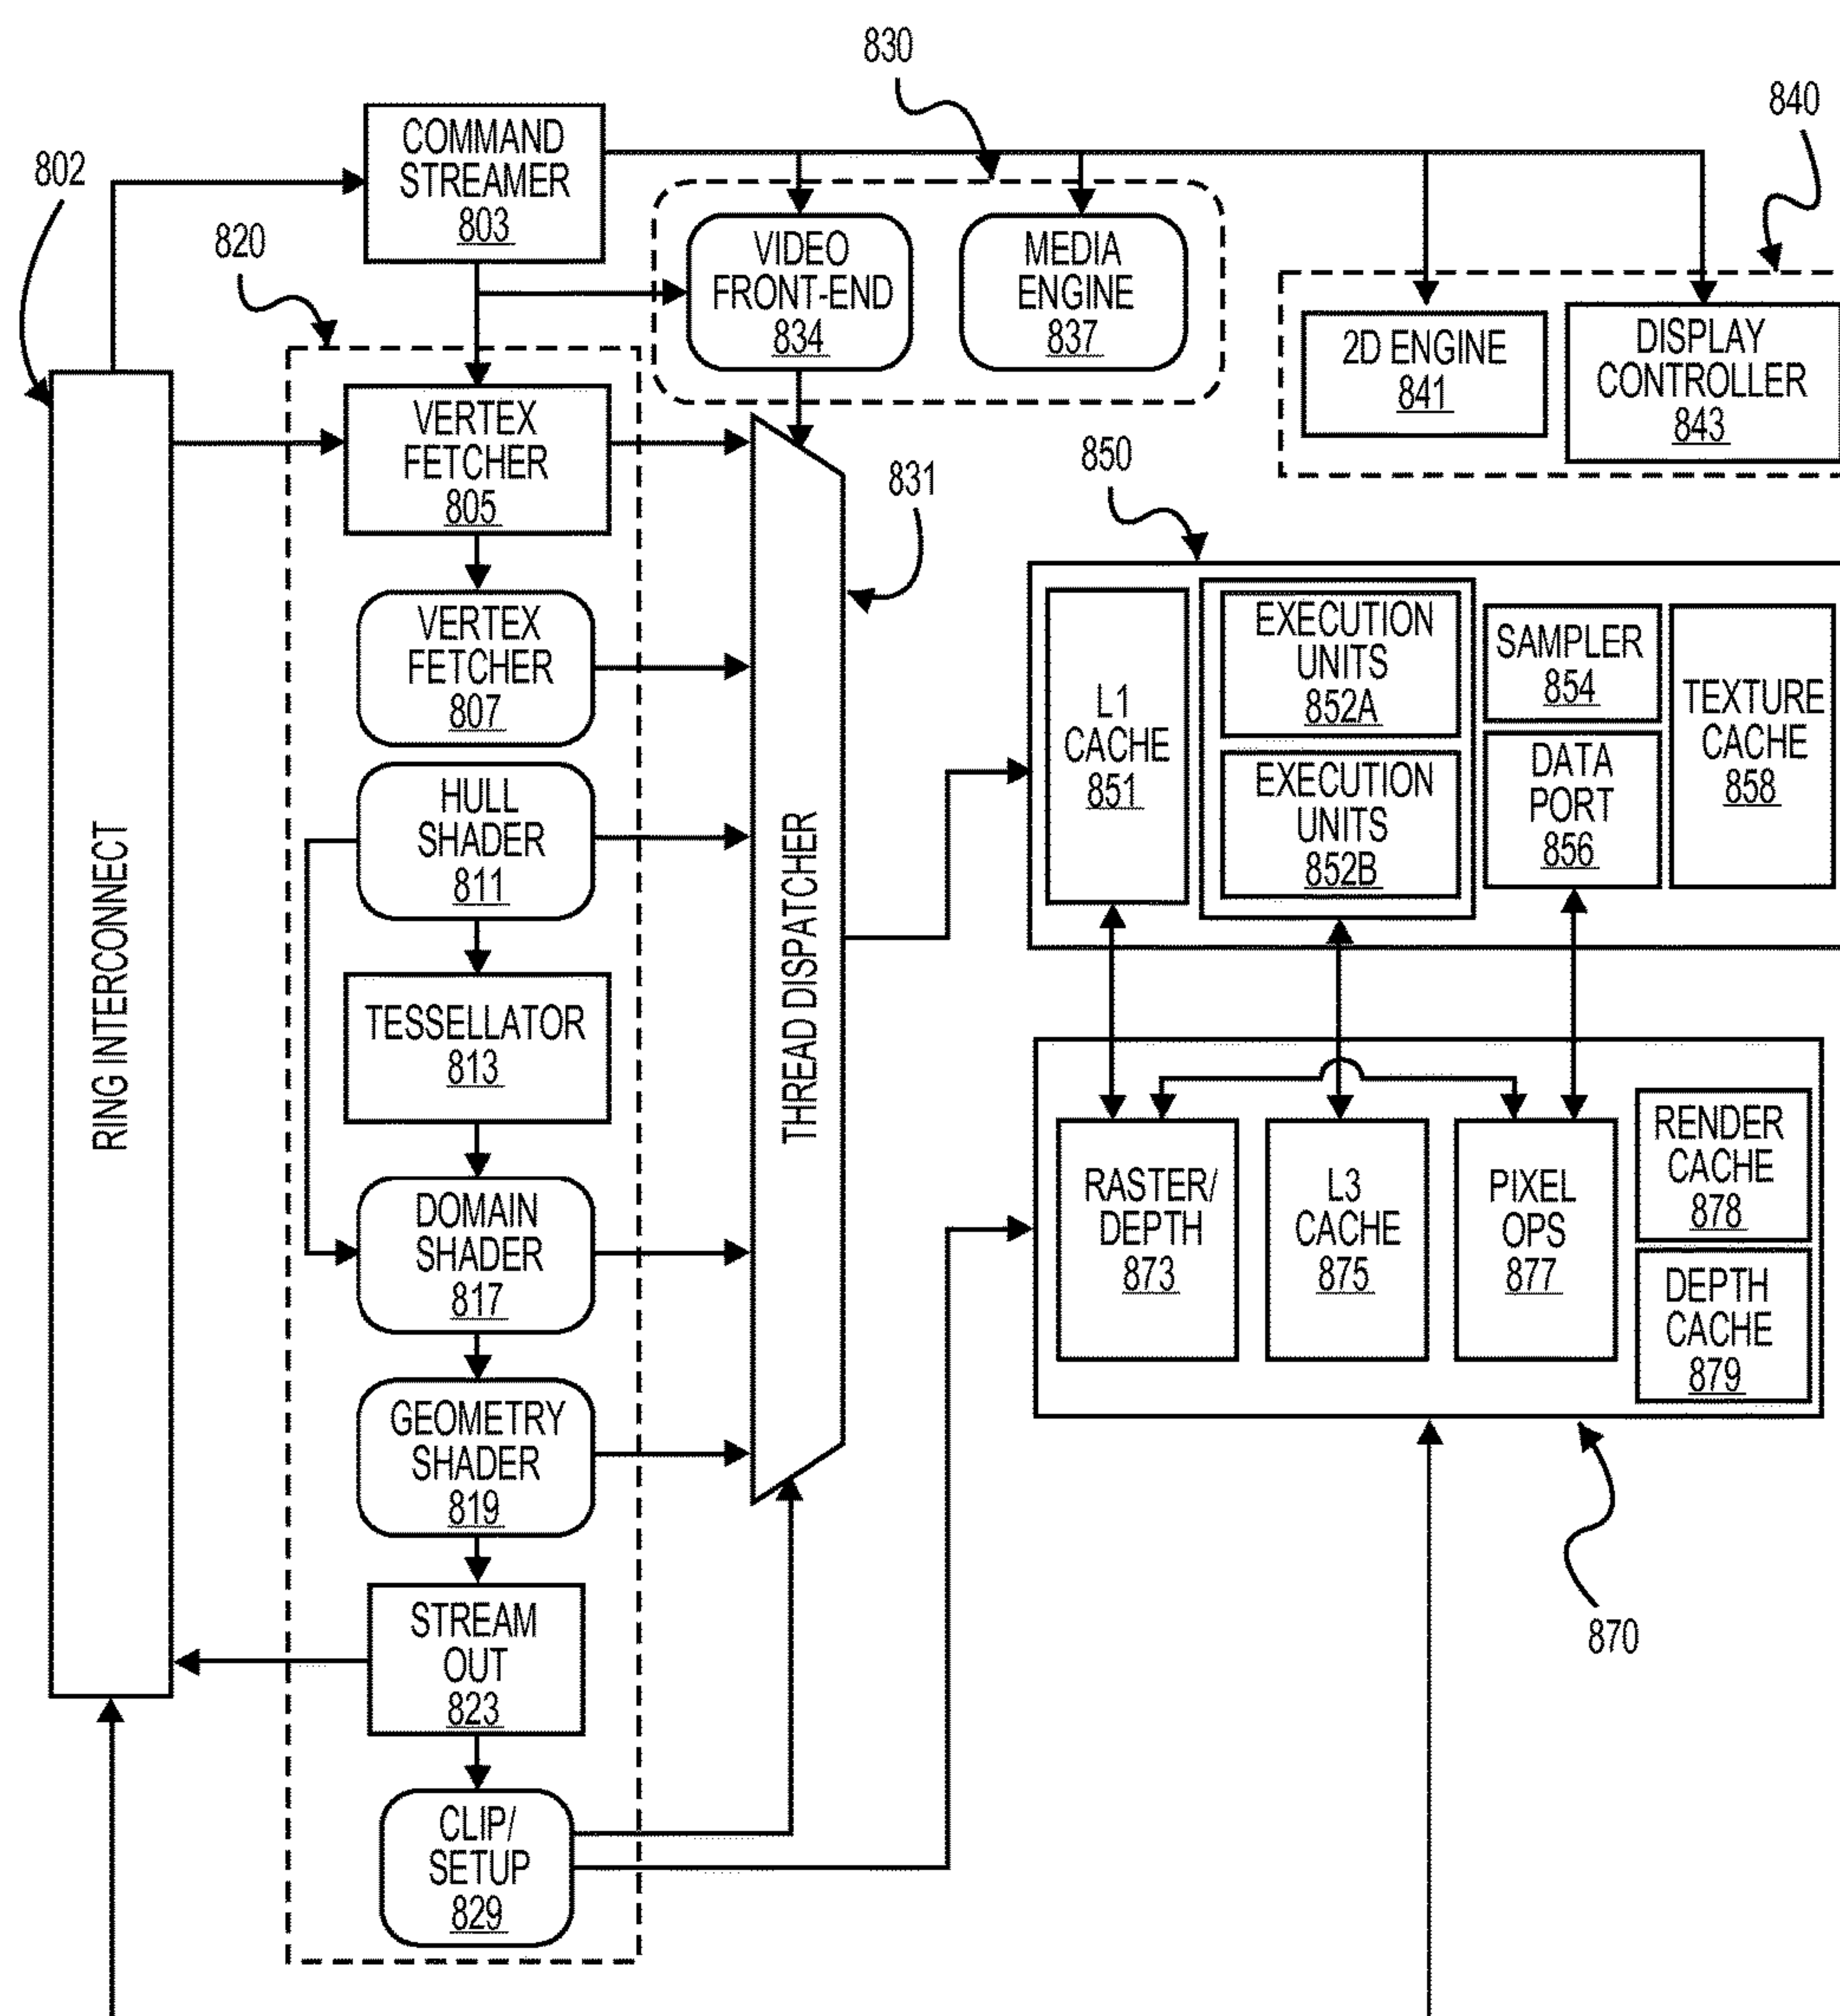 830
840
802
COMMAND
STREAMER
803
820
VIDEO
FRONT-END
834
MEDIA
ENGINE
837
2D ENGINE
841
DISPLAY
CONTROLLER
843
RING INTERCONNECT
VERTEX
FETCHER
805
VERTEX
FETCHER
807
HULL
SHADER
811
TESSELLATOR
813
DOMAIN
SHADER
817
GEOMETRY
SHADER
819
STREAM
OUT
823
CLIP/
SETUP
829
THREAD DISPATCHER
831
850
L1
CACHE
851
EXECUTION
UNITS
852A
EXECUTION
UNITS
852B
SAMPLER
854
DATA
PORT
856
TEXTURE
CACHE
858
RASTER/
DEPTH
873
L3
CACHE
875
PIXEL
OPS
877
RENDER
CACHE
878
DEPTH
CACHE
879
870